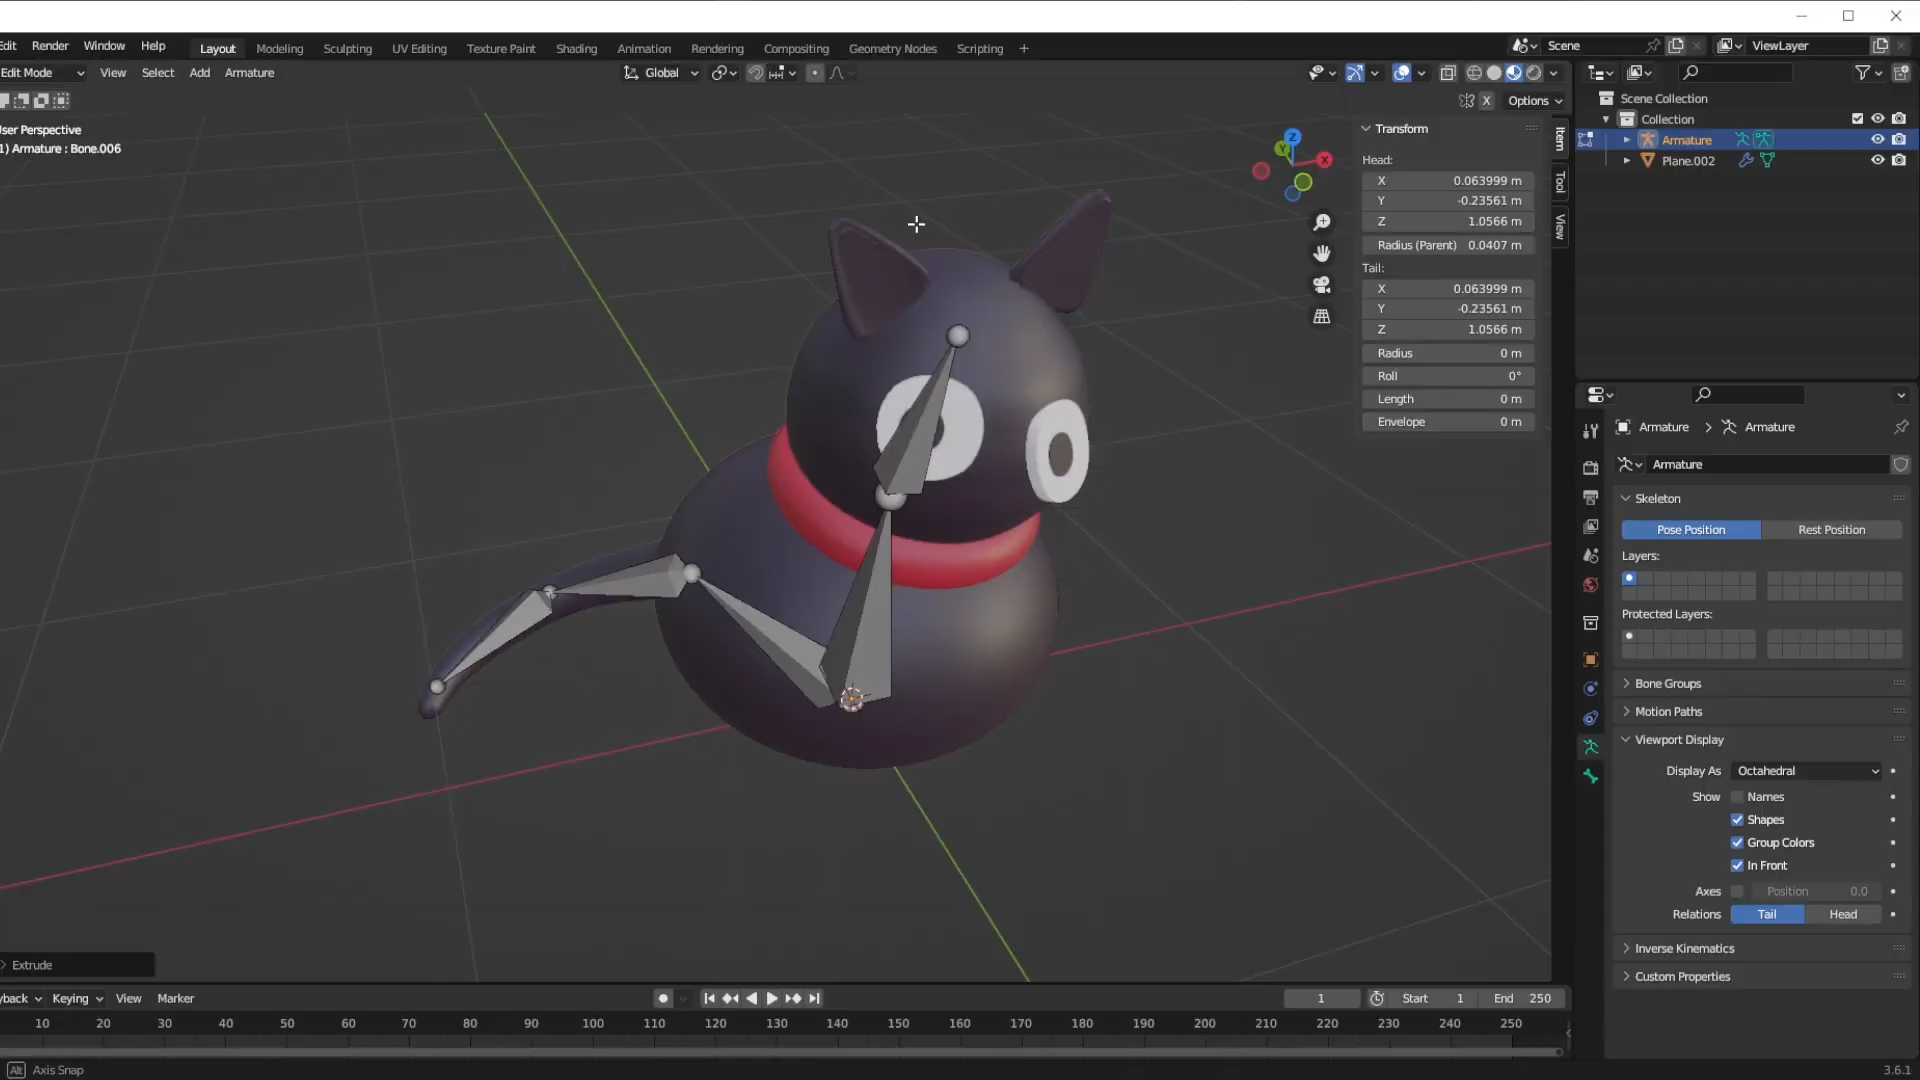 Edit Render Window Help Layout Modeling Sculpting UV Editing Texture Paint Shading Animation Rendering Compositing Geometry Nodes Scripting + Scene ViewLayer
Edit Mode View Select Add Armature Global
X Options
User Perspective
1) Armature : Bone.006
Z
Y
X
Transform
Head:
X 0.063999 m
Y -0.23561 m
Z 1.0566 m
Radius (Parent) 0.0407 m
Tail:
X 0.063999 m
Y -0.23561 m
Z 1.0566 m
Radius 0 m
Roll 0°
Length 0 m
Envelope 0 m
Item
Tool
View
Scene Collection
Collection
Armature
Plane.002
Armature > Armature
Armature
Skeleton
Pose Position Rest Position
Layers:
Protected Layers:
Bone Groups
Motion Paths
Viewport Display
Display As Octahedral
Show Names
Shapes
Group Colors
In Front
Axes Position 0.0
Relations Tail Head
Inverse Kinematics
Custom Properties
Extrude
yback Keying View Marker 1 Start 1 End 250
10 20 30 40 50 60 70 80 90 100 110 120 130 140 150 160 170 180 190 200 210 220 230 240 250
Alt Axis Snap 3.6.1